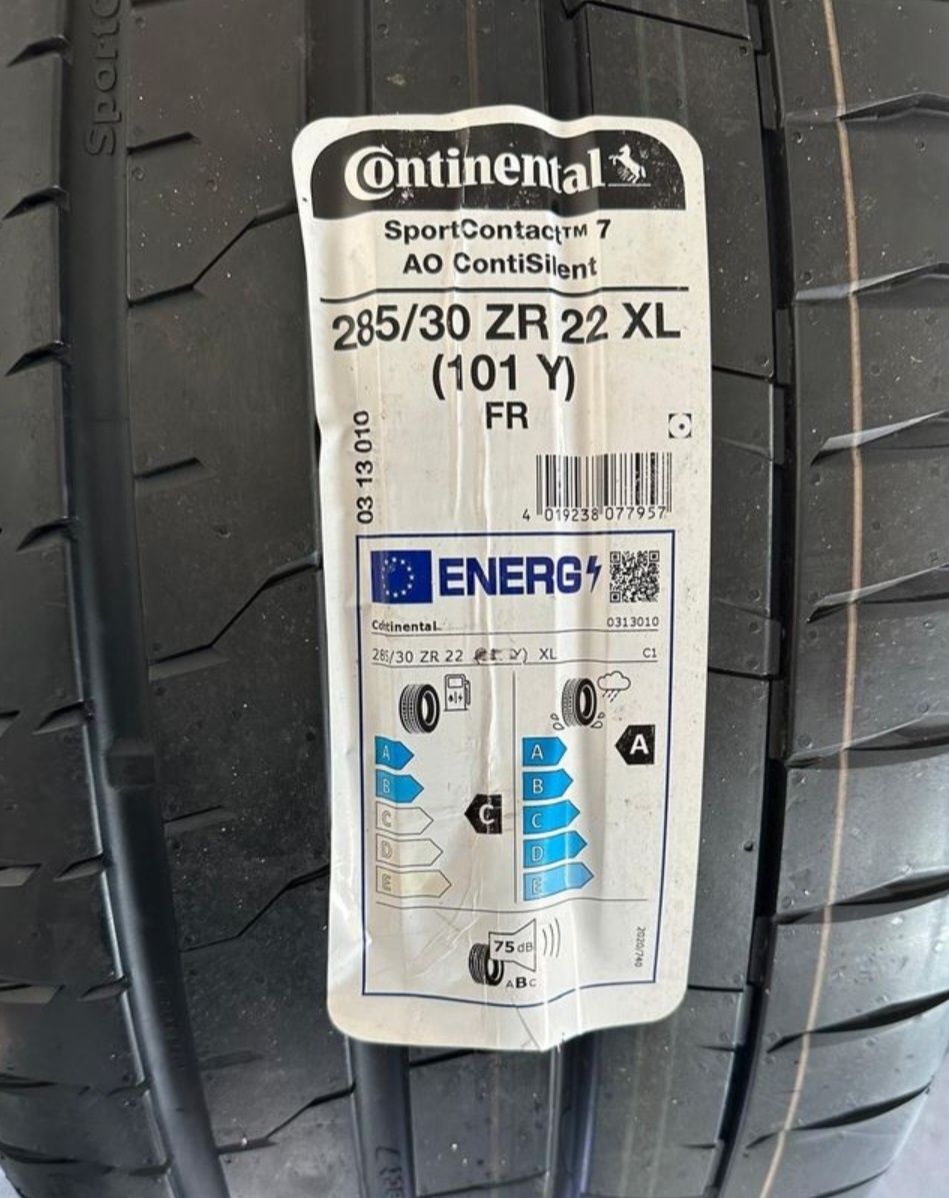 SportC
Continental
SportContact™ 7
AO ContiSilent
285/30 ZR 22 XL
(101 Y)
FR
03 13 010
4 019238 077957
ENERG
Continental
0313010
285/30 ZR 22 Y) XL
C1
A
B
C
D
E
C
A
B
C
D
E
A
75 dB
ABC
2020/740